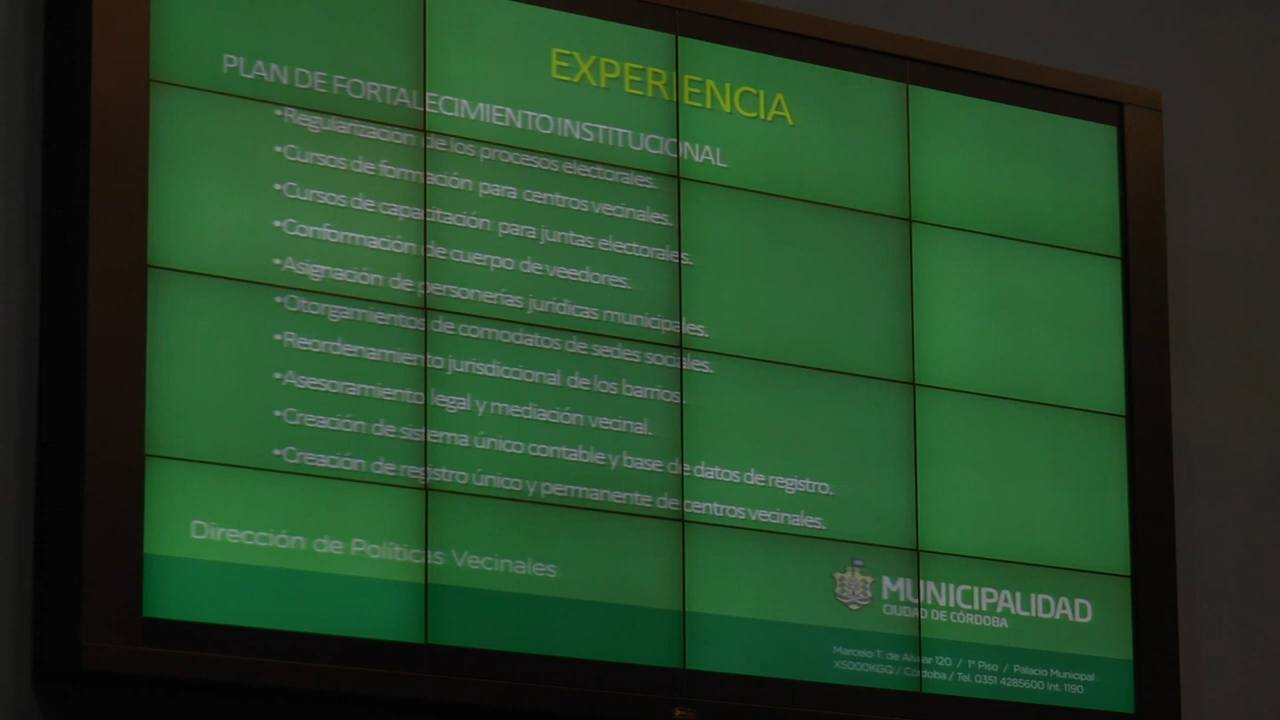 EXPERIENCIA
PLAN DE FORTALECIMIENTO INSTITUCIONAL
•Regularización de los procesos electorales.
•Cursos de formación para centros vecinales.
•Cursos de capacitación para juntas electorales.
•Conformación de cuerpo de veedores.
•Asignación de personerías jurídicas municipales.
•Otorgamientos de comodatos de sedes sociales.
•Reordenamiento jurisdiccional de los barrios.
•Asesoramiento legal y mediación vecinal.
•Creación de sistema único contable y base de datos de registro.
•Creación de registro único y permanente de centros vecinales.
Dirección de Políticas Vecinales
MUNICIPALIDAD
CIUDAD DE CÓRDOBA
Marcelo T. de Alvear 120 / 1º Piso / Palacio Municipal
X5000KGQ / Córdoba / Tel. 0351 4285600 Int. 1190